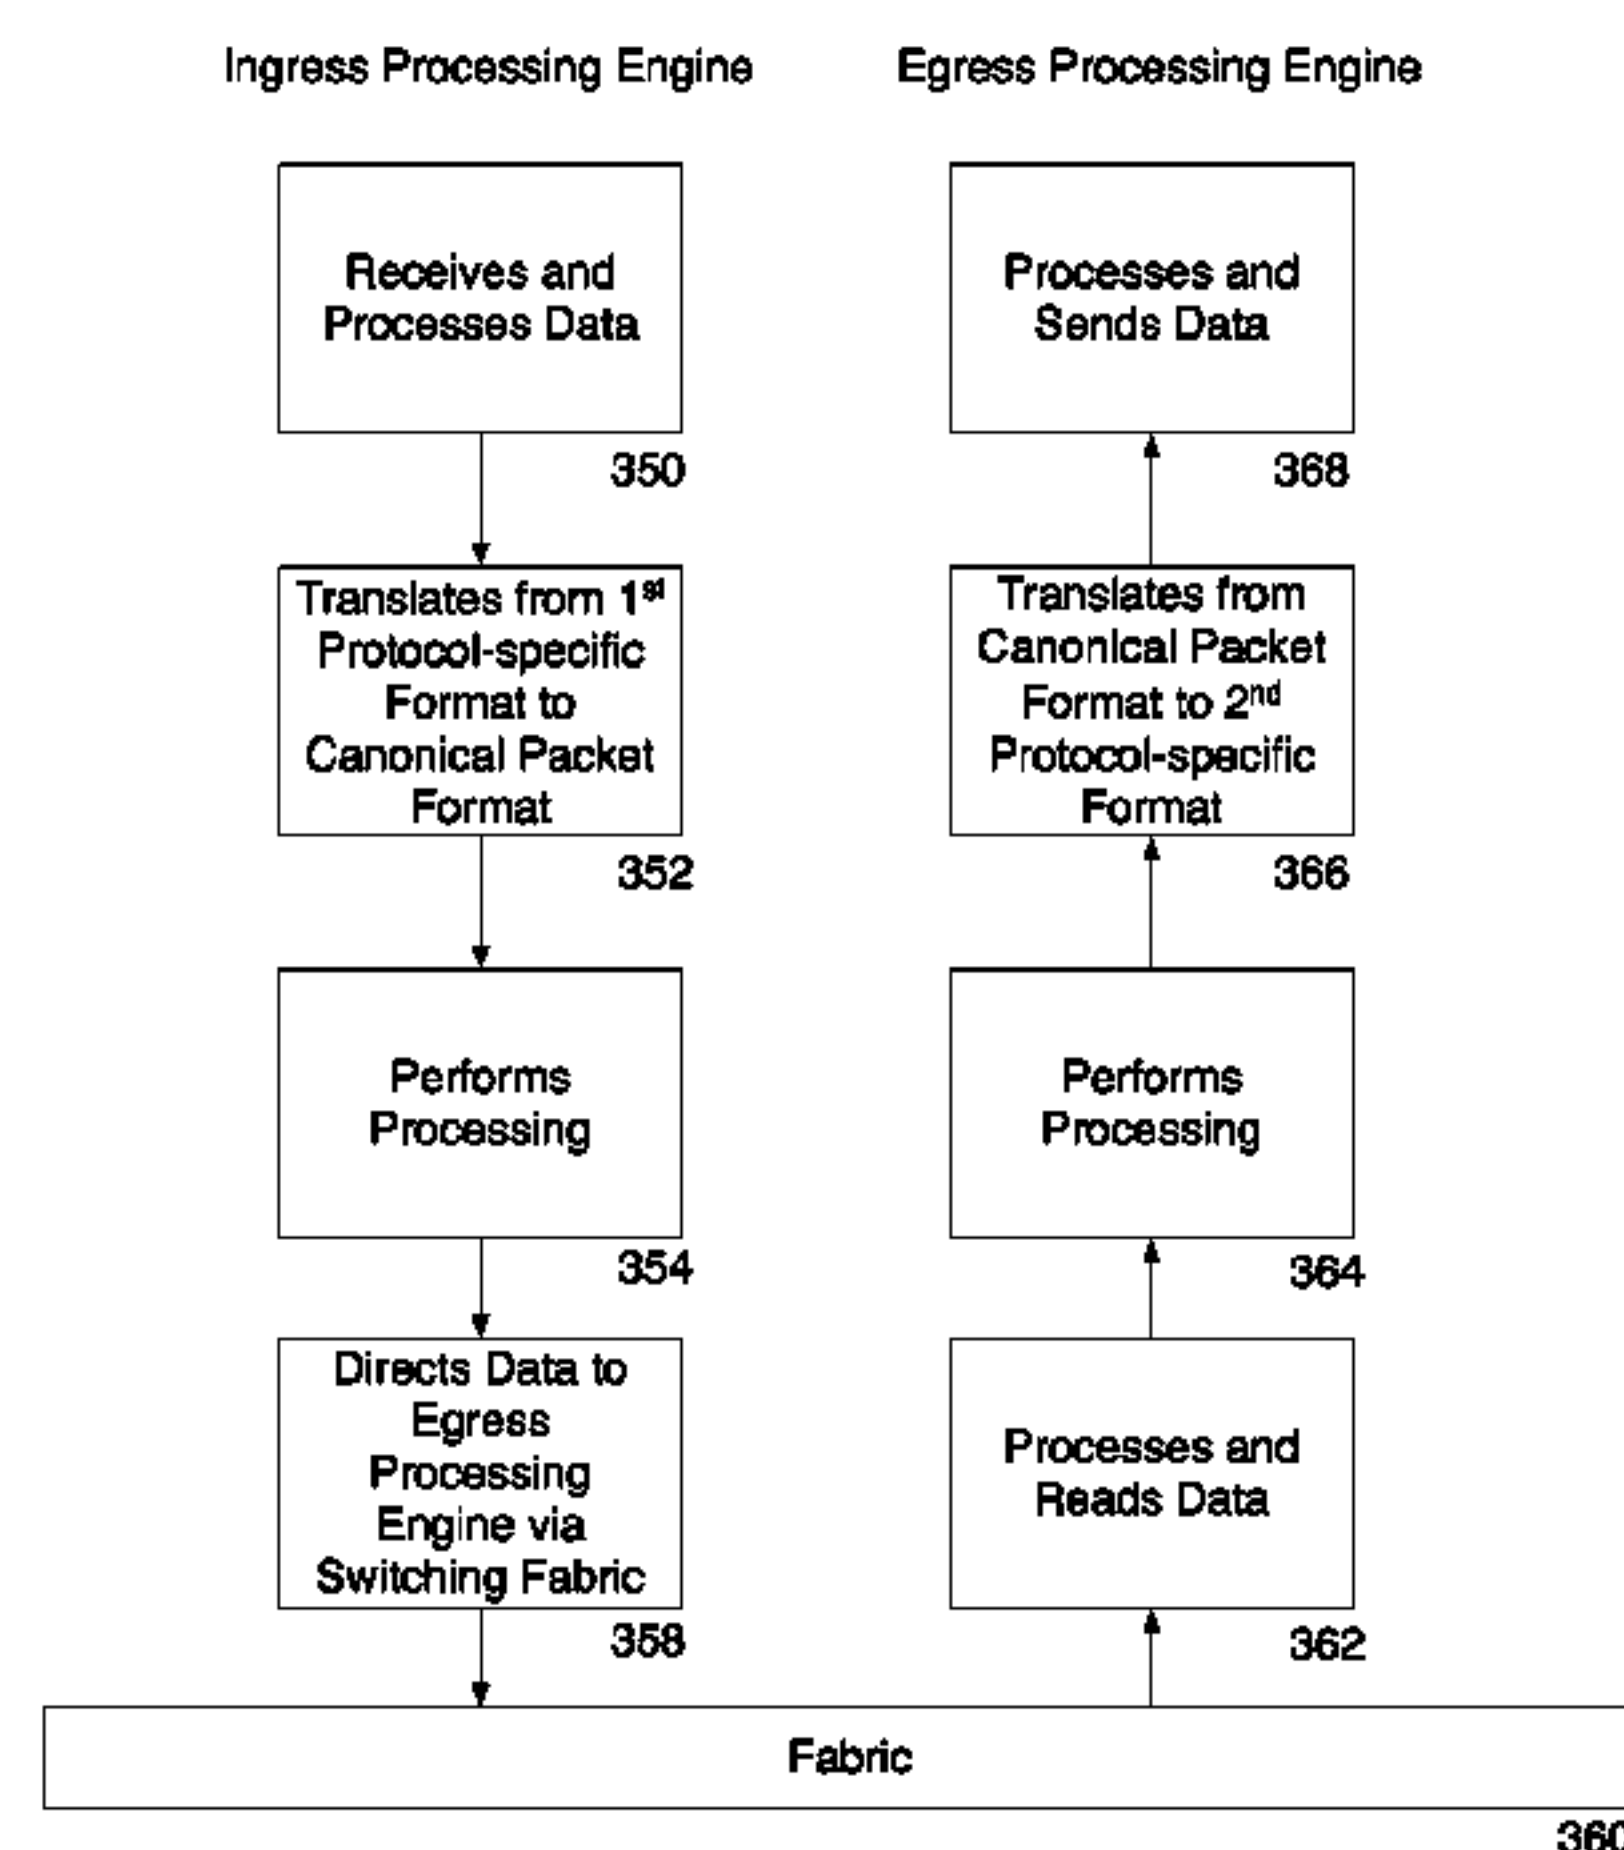 Ingress Processing Engine
Receives and
Processes Data
350
Translates from 1st
Protocol-specific
Format to
Canonical Packet
Format
352
Performs
Processing
354
Directs Data to
Egress
Processing
Engine via
Switching Fabric
358
Egress Processing Engine
Processes and
Sends Data
368
Translates from
Canonical Packet
Format to 2nd
Protocol-specific
Format
366
Performs
Processing
364
Processes and
Reads Data
362
Fabric
360